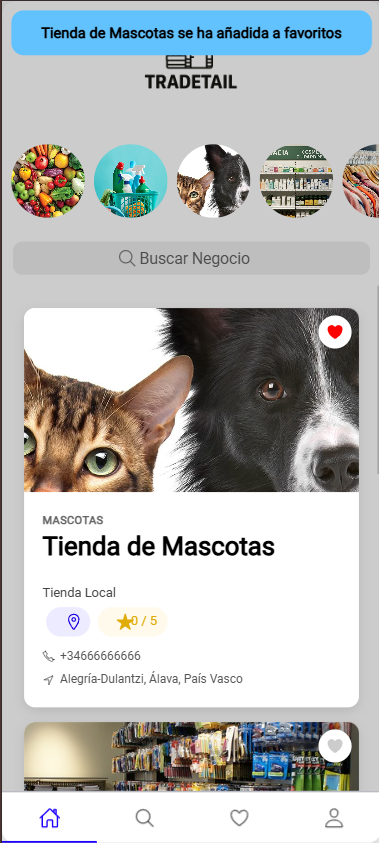 Tienda de Mascotas se ha añadida a favoritos
TRADETAIL
Buscar Negocio
MASCOTAS
Tienda de Mascotas
Tienda Local
0 / 5
+34666666666
Alegría-Dulantzi, Álava, País Vasco